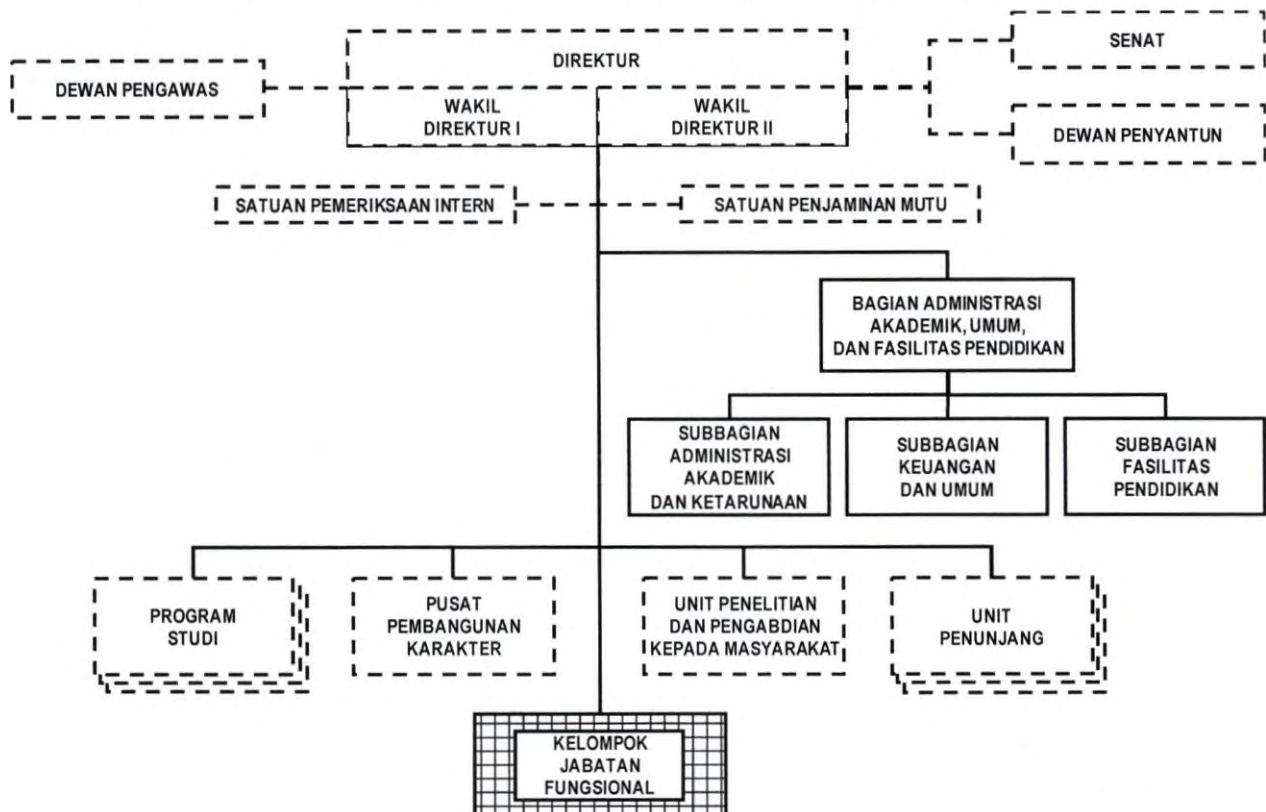 DIREKTUR
SENAT
DEWAN PENGAWAS
WAKIL
DIREKTUR I
WAKIL
DIREKTUR II
DEWAN PENYANTUN
SATUAN PEMERIKSAAN INTERN
SATUAN PENJAMINAN MUTU
BAGIAN ADMINISTRASI
AKADEMIK, UMUM,
DAN FASILITAS PENDIDIKAN
SUBBAGIAN
ADMINISTRASI
AKADEMIK
DAN KETARUNAAN
SUBBAGIAN
KEUANGAN
DAN UMUM
SUBBAGIAN
FASILITAS
PENDIDIKAN
PROGRAM
STUDI
PUSAT
PEMBANGUNAN
KARAKTER
UNIT PENELITIAN
DAN PENGABDIAN
KEPADA MASYARAKAT
UNIT
PENUNJANG
KELOMPOK
JABATAN
FUNGSIONAL